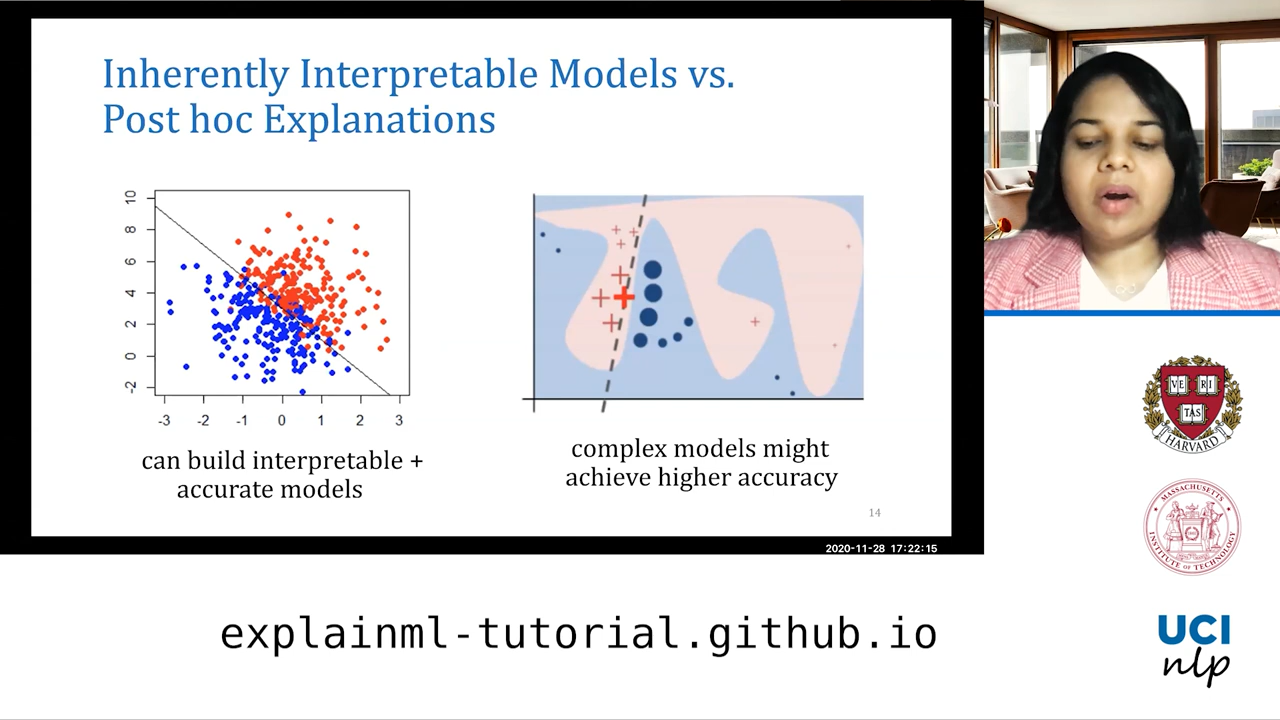 Inherently Interpretable Models vs.
Post hoc Explanations
10
8
6
4
2
0
-2
-3 -2 -1 0 1 2 3
can build interpretable +
accurate models
complex models might
achieve higher accuracy
14
2020-11-28 17:22:15
explainml-tutorial.github.io
VE RI
TAS
HARVARD
MASSACHUSETTS
INSTITUTE OF TECHNOLOGY
UCI
nlp